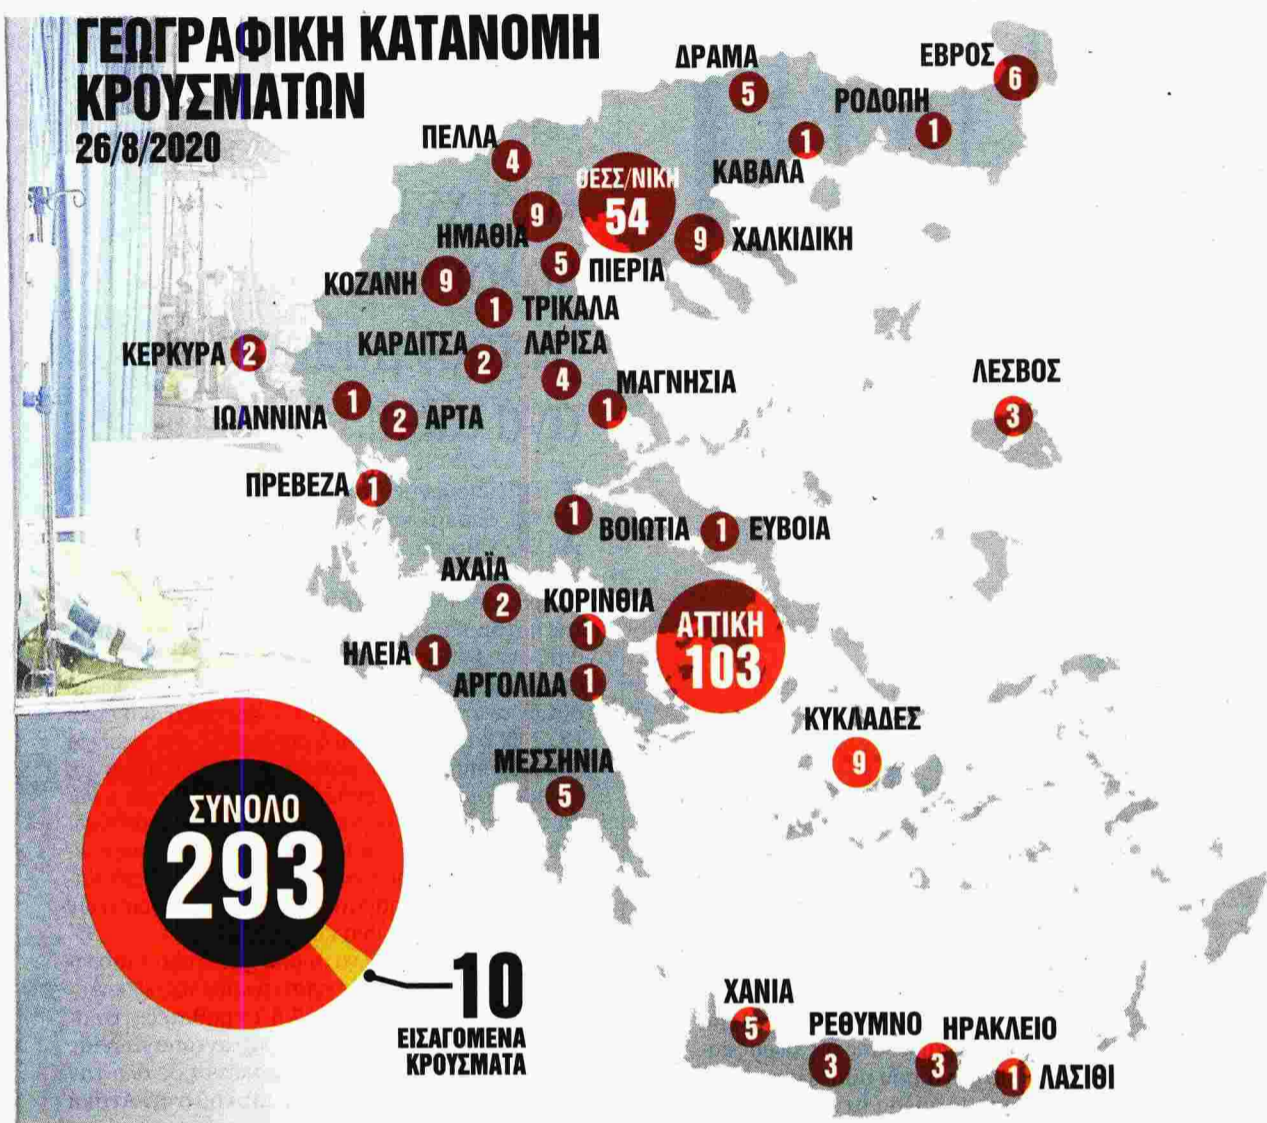 ΓΕΩΓΡΑΦΙΚΗ ΚΑΤΑΝΟΜΗ
ΚΡΟΥΣΜΑΤΩΝ
26/8/2020
ΔΡΑΜΑ
5
ΕΒΡΟΣ
6
ΡΟΔΟΠΗ
1
ΚΑΒΑΛΑ
1
ΠΕΛΛΑ
4
ΘΕΣΣ/ΝΙΚΗ
54
ΗΜΑΘΙΑ
9
ΧΑΛΚΙΔΙΚΗ
9
ΠΙΕΡΙΑ
5
ΚΟΖΑΝΗ
9
ΤΡΙΚΑΛΑ
1
ΚΕΡΚΥΡΑ
2
ΚΑΡΔΙΤΣΑ
2
ΛΑΡΙΣΑ
4
ΜΑΓΝΗΣΙΑ
1
ΛΕΣΒΟΣ
3
ΙΩΑΝΝΙΝΑ
1
ΑΡΤΑ
2
ΠΡΕΒΕΖΑ
1
ΒΟΙΩΤΙΑ
1
ΕΥΒΟΙΑ
1
ΑΧΑΪΑ
2
ΚΟΡΙΝΘΙΑ
1
ΑΤΤΙΚΗ
103
ΗΛΕΙΑ
1
ΑΡΓΟΛΙΔΑ
1
ΚΥΚΛΑΔΕΣ
9
ΜΕΣΣΗΝΙΑ
5
ΣΥΝΟΛΟ
293
10
ΕΙΣΑΓΟΜΕΝΑ
ΚΡΟΥΣΜΑΤΑ
ΧΑΝΙΑ
5
ΡΕΘΥΜΝΟ
3
ΗΡΑΚΛΕΙΟ
3
ΛΑΣΙΘΙ
1